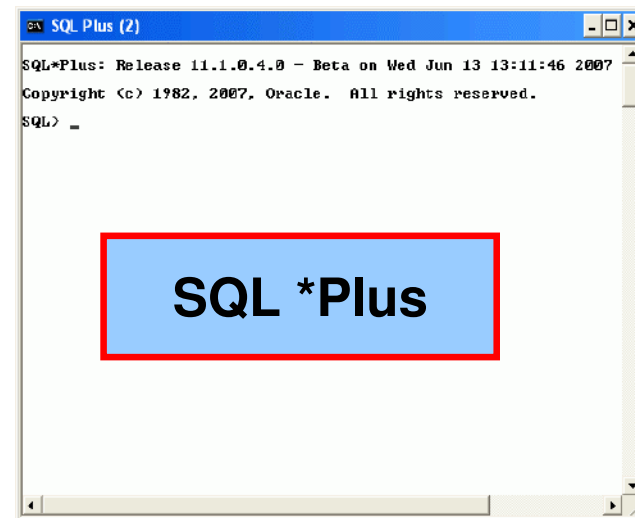 SQL Plus (2)
SQL*Plus: Release 11.1.0.4.0 - Beta on Wed Jun 13 13:11:46 2007
Copyright (c) 1982, 2007, Oracle.  All rights reserved.
SQL> _
SQL *Plus